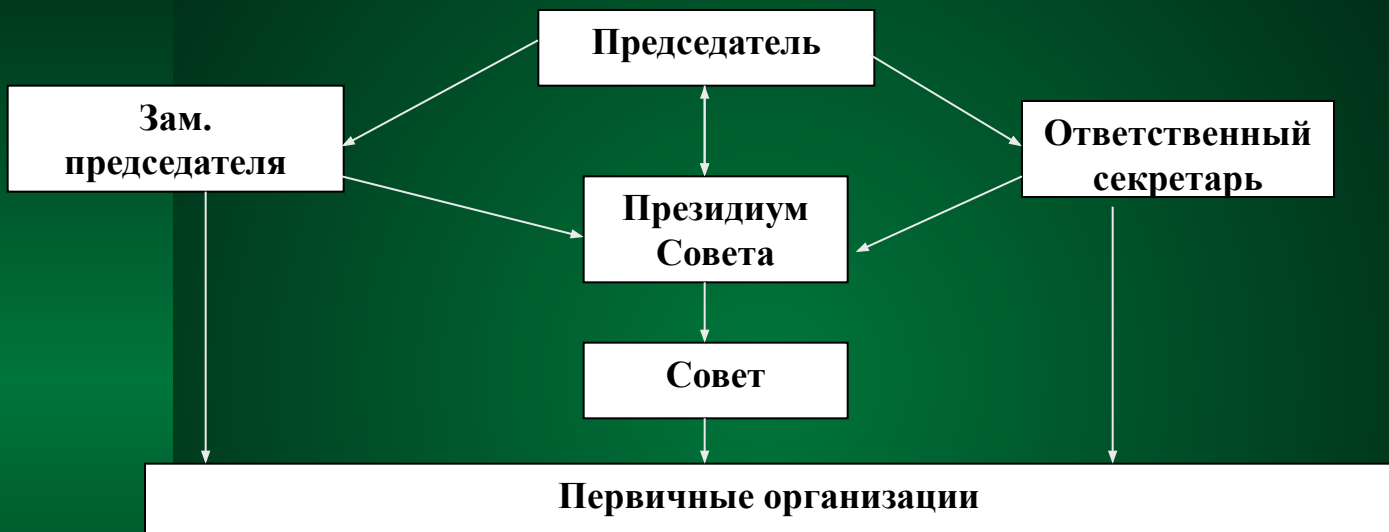 Председатель
Зам.
председателя
Ответственный
секретарь
Президиум
Совета
Совет
Первичные организации